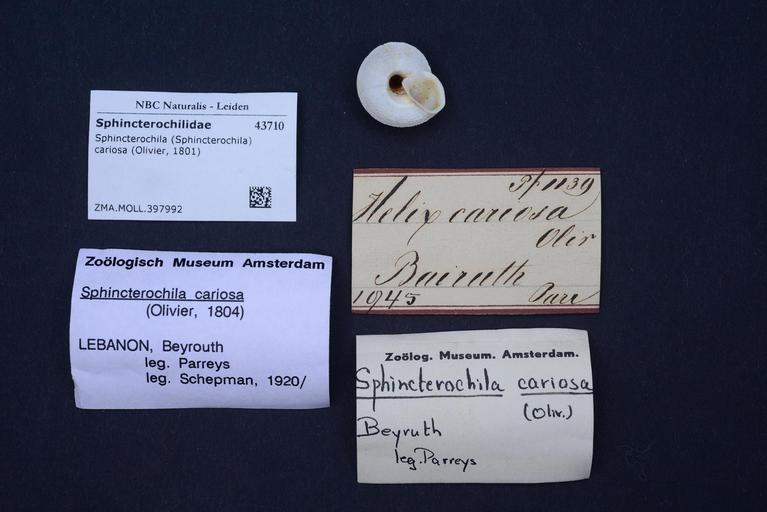 NBC Naturalis - Leiden
Sphincterochilidae 43710
Sphincterochila (Sphincterochila)
cariosa (Olivier, 1801)
ZMA.MOLL.397992
Zoölogisch Museum Amsterdam
Sphincterochila cariosa
(Olivier, 1804)
LEBANON, Beyrouth
leg. Parreys
leg. Schepman, 1920/
Pf 1139
Helix cariosa
Oliv
Bairuth
1945 Parr
Zoölog. Museum. Amsterdam.
Sphincterochila cariosa
(Oliv.)
Beyruth
leg. Parreys